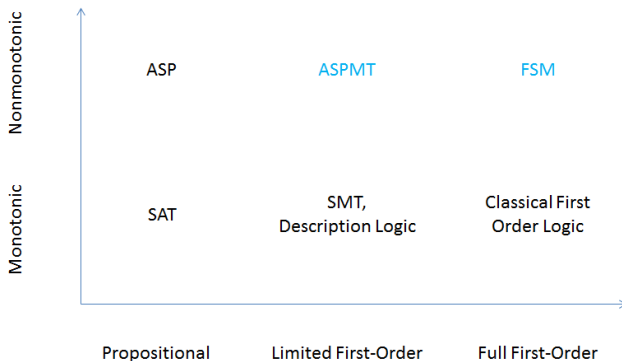 Nonmonotonic
ASP
ASPMT
FSM
Monotonic
SAT
SMT,
Description Logic
Classical First
Order Logic
Propositional
Limited First-Order
Full First-Order